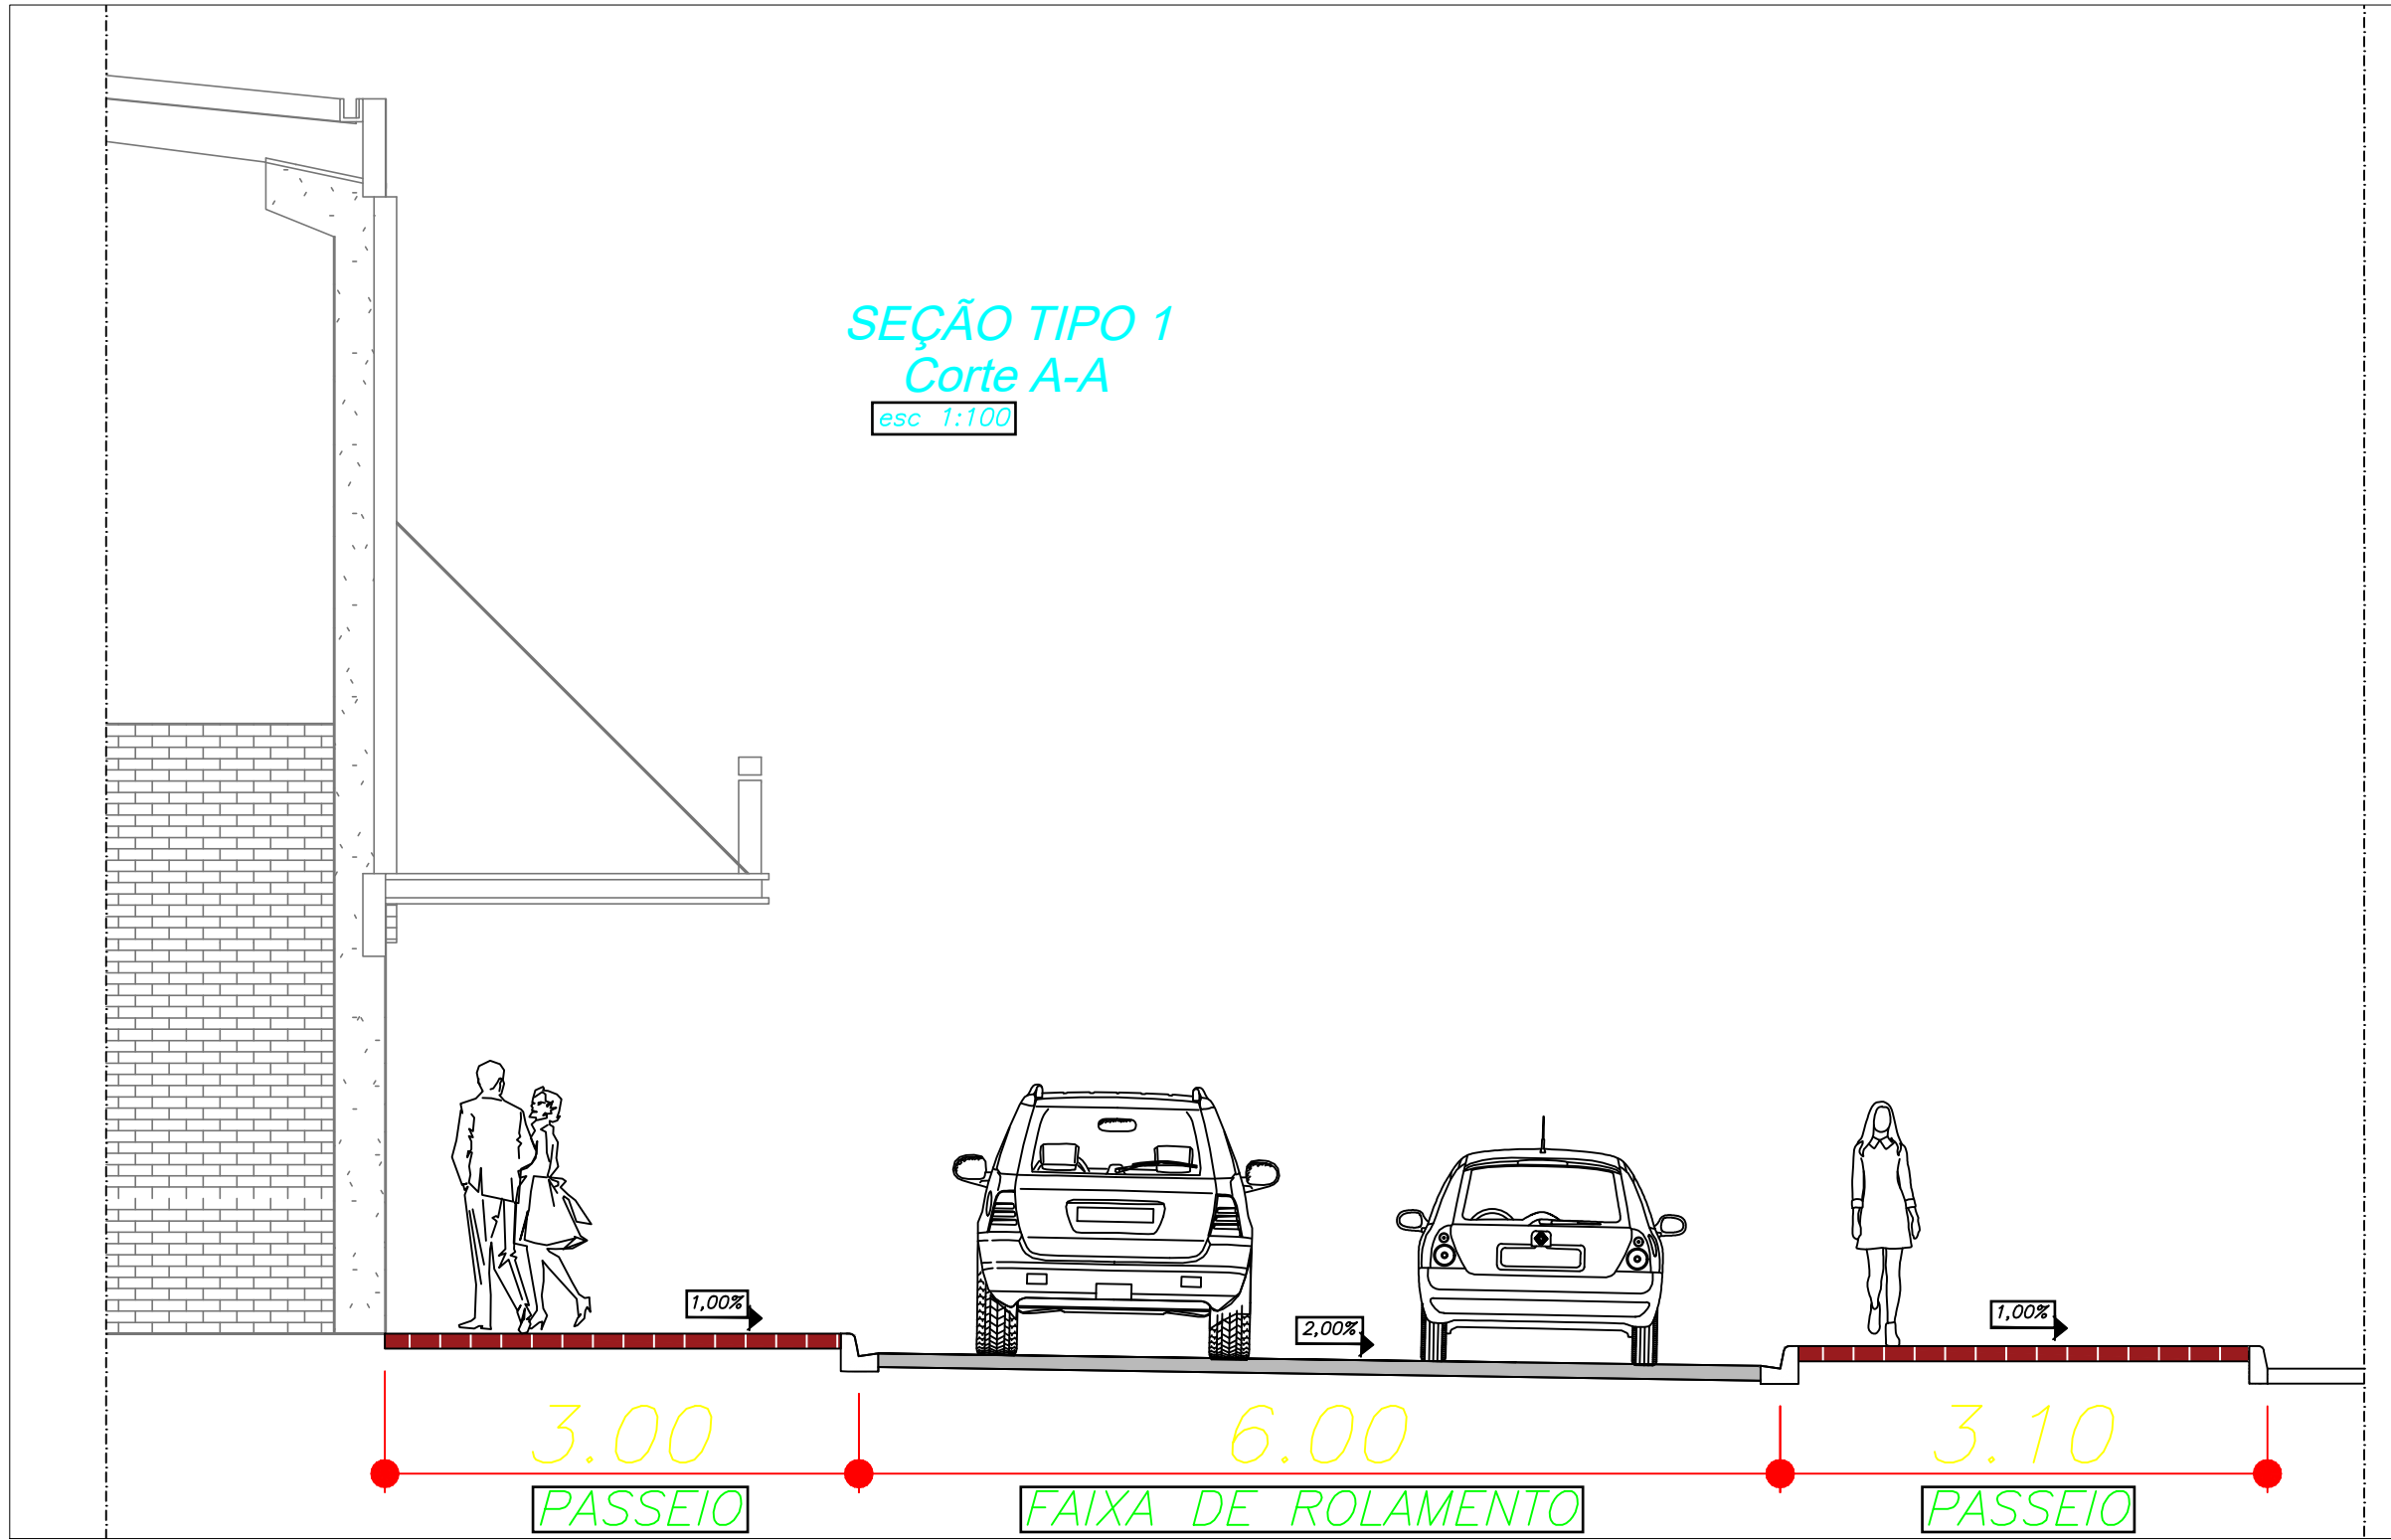 SEÇÃO TIPO 1
Corte A-A
esc 1:100
1,00%
2,00%
1,00%
3.00
6.00
3.10
PASSEIO
FAIXA DE ROLAMENTO
PASSEIO